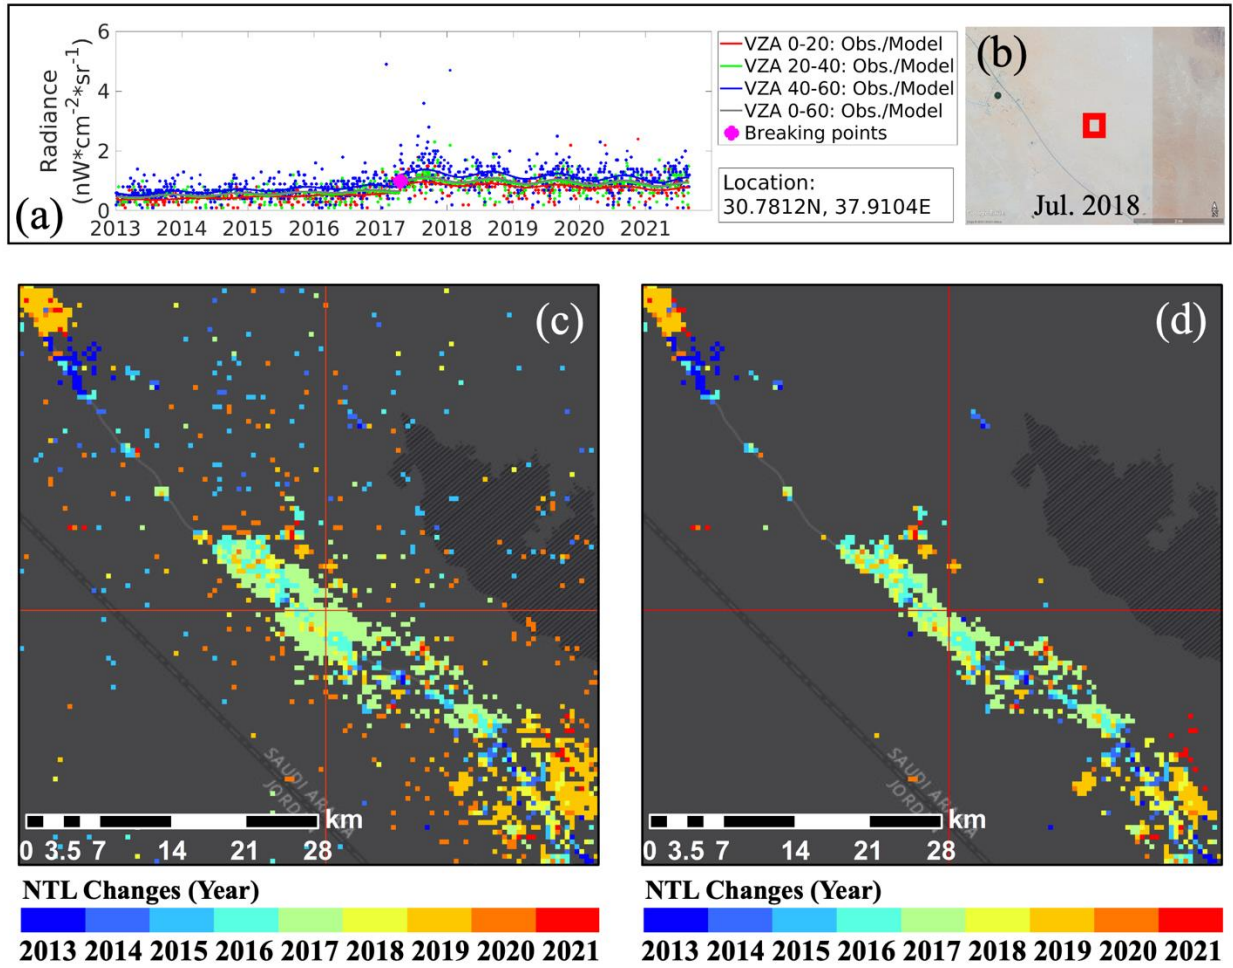 6
4
2
0
Radiance
(nW*cm-2*sr-1)
(a)
2013 2014 2015 2016 2017 2018 2019 2020 2021
VZA 0-20: Obs./Model
VZA 20-40: Obs./Model
VZA 40-60: Obs./Model
VZA 0-60: Obs./Model
Breaking points
Location:
30.7812N, 37.9104E
(b)
Jul. 2018
(c)
SAUDI ARABIA
JORDAN
km
0 3.5 7 14 21 28
NTL Changes (Year)
2013 2014 2015 2016 2017 2018 2019 2020 2021
(d)
SAUDI ARABIA
JORDAN
km
0 3.5 7 14 21 28
NTL Changes (Year)
2013 2014 2015 2016 2017 2018 2019 2020 2021